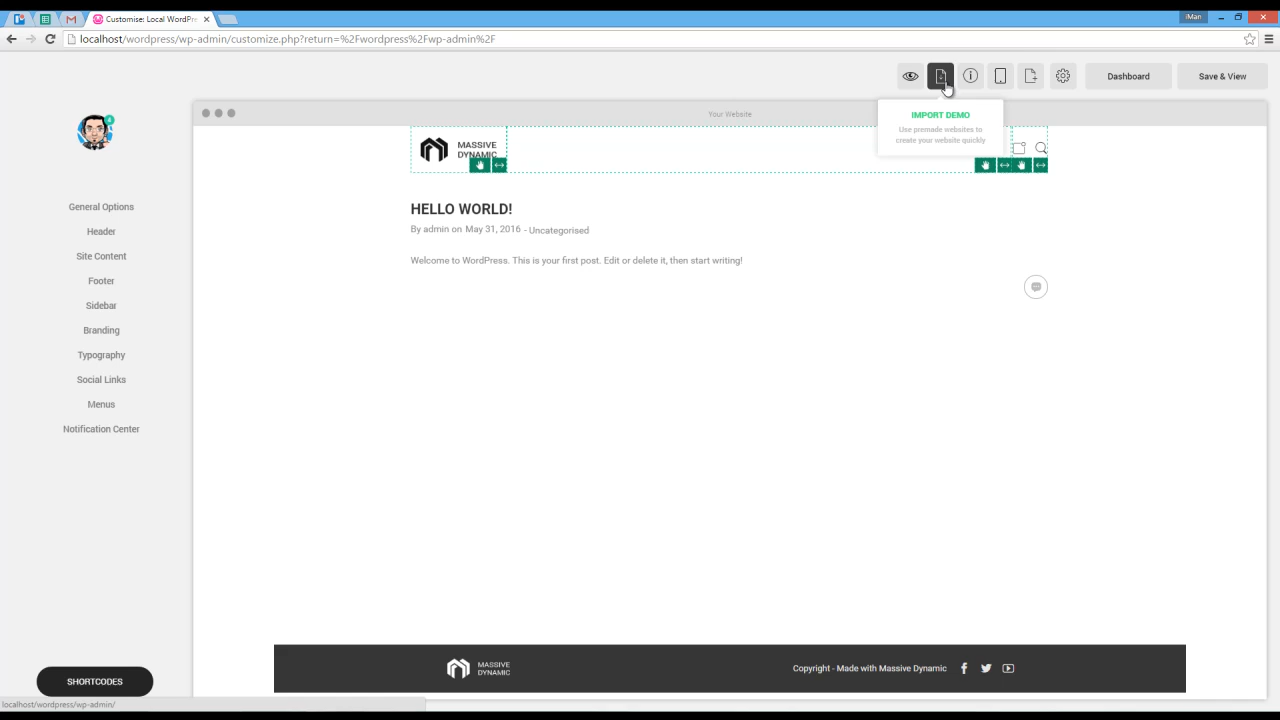 Customise: Local WordPr
iMan
localhost/wordpress/wp-admin/customize.php?return=%2Fwordpress%2Fwp-admin%2F
Dashboard
Save & View
Your Website
IMPORT DEMO
Use premade websites to
create your website quickly
MASSIVE
DYNAMIC
General Options
Header
Site Content
Footer
Sidebar
Branding
Typography
Social Links
Menus
Notification Center
HELLO WORLD!
By admin on May 31, 2016 - Uncategorised
Welcome to WordPress. This is your first post. Edit or delete it, then start writing!
MASSIVE
DYNAMIC
Copyright - Made with Massive Dynamic
SHORTCODES
localhost/wordpress/wp-admin/